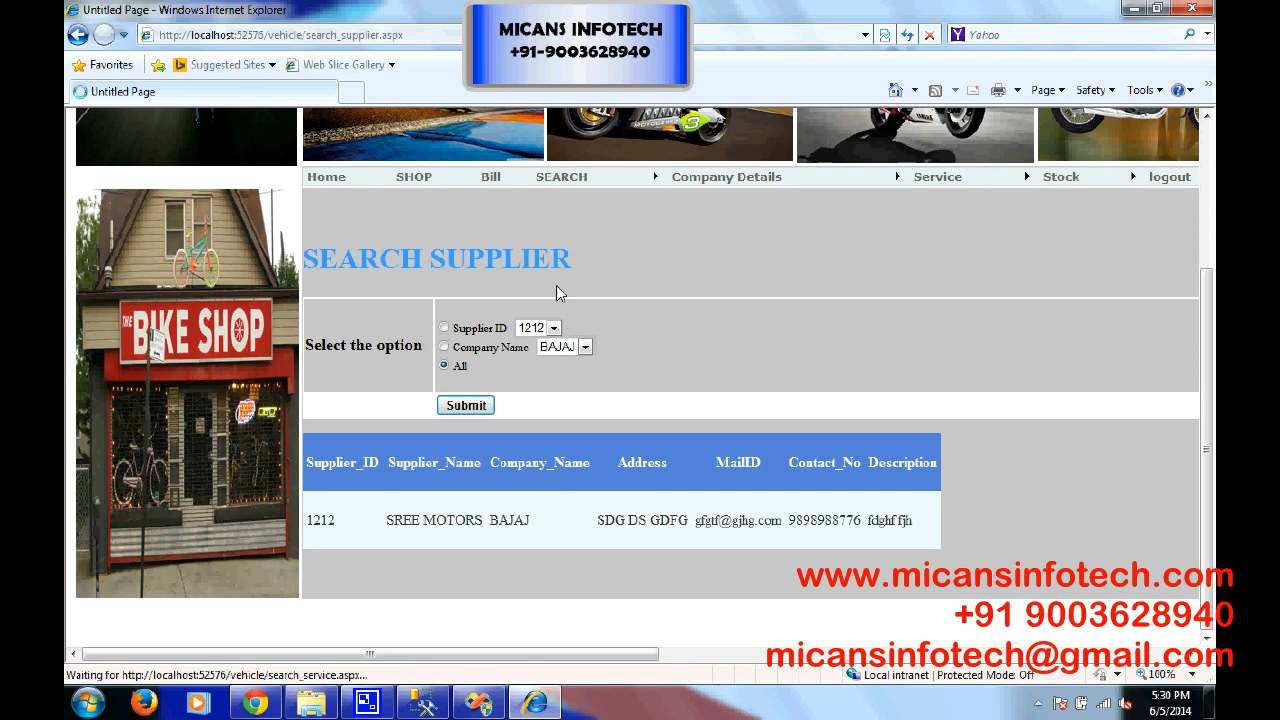 Untitled Page - Windows Internet Explorer
MICANS INFOTECH
+91-9003628940
http://localhost:52576/vehicle/search_supplier.aspx
Yahoo
Favorites
Suggested Sites
Web Slice Gallery
Untitled Page
Page
Safety
Tools
3
YAMAHA
Home SHOP Bill SEARCH Company Details Service Stock logout
THE BIKE SHOP
SEARCH SUPPLIER
Select the option
Supplier ID 1212
Company Name BAJAJ
All
Submit
Supplier_ID Supplier_Name Company_Name Address MailID Contact_No Description
1212 SREE MOTORS BAJAJ SDG DS GDFG gfgtf@gjhg.com 9898988776 fdghf fjh
www.micansinfotech.com
+91 9003628940
micansinfotech@gmail.com
Waiting for http://localhost:52576/vehicle/search_service.aspx...
Local intranet | Protected Mode: Off
100%
5:30 PM
6/5/2014